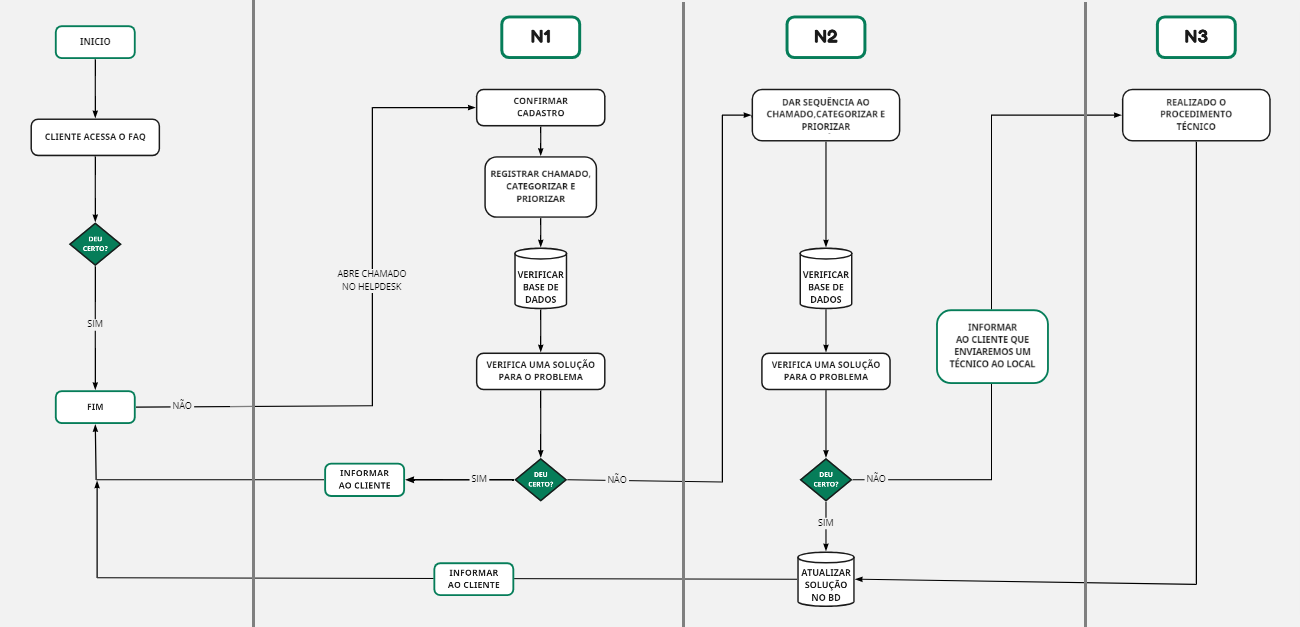 INICIO
CLIENTE ACESSA O FAQ
DEU
CERTO?
SIM
FIM
NÃO
ABRE CHAMADO
NO HELPDESK
N1
CONFIRMAR
CADASTRO
REGISTRAR CHAMADO,
CATEGORIZAR E
PRIORIZAR
VERIFICAR
BASE DE
DADOS
VERIFICA UMA SOLUÇÃO
PARA O PROBLEMA
DEU
CERTO?
SIM
INFORMAR
AO CLIENTE
NÃO
N2
DAR SEQUÊNCIA AO
CHAMADO,CATEGORIZAR E
PRIORIZAR
VERIFICAR
BASE DE
DADOS
VERIFICA UMA SOLUÇÃO
PARA O PROBLEMA
DEU
CERTO?
NÃO
INFORMAR
AO CLIENTE QUE
ENVIAREMOS UM
TÉCNICO AO LOCAL
SIM
ATUALIZAR
SOLUÇÃO
NO BD
INFORMAR
AO CLIENTE
N3
REALIZADO O
PROCEDIMENTO
TÉCNICO